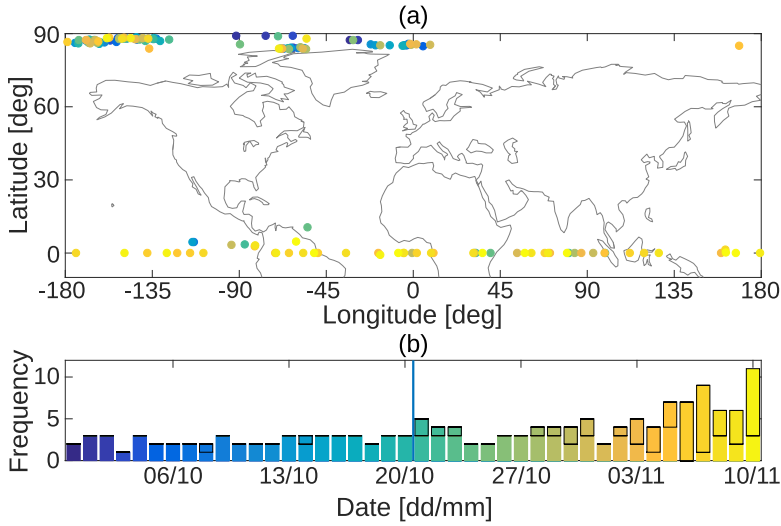 (a)
90
60
30
0
Latitude [deg]
-180 -135 -90 -45 0 45 90 135 180
Longitude [deg]
(b)
10
5
0
Frequency
06/10 13/10 20/10 27/10 03/11 10/11
Date [dd/mm]